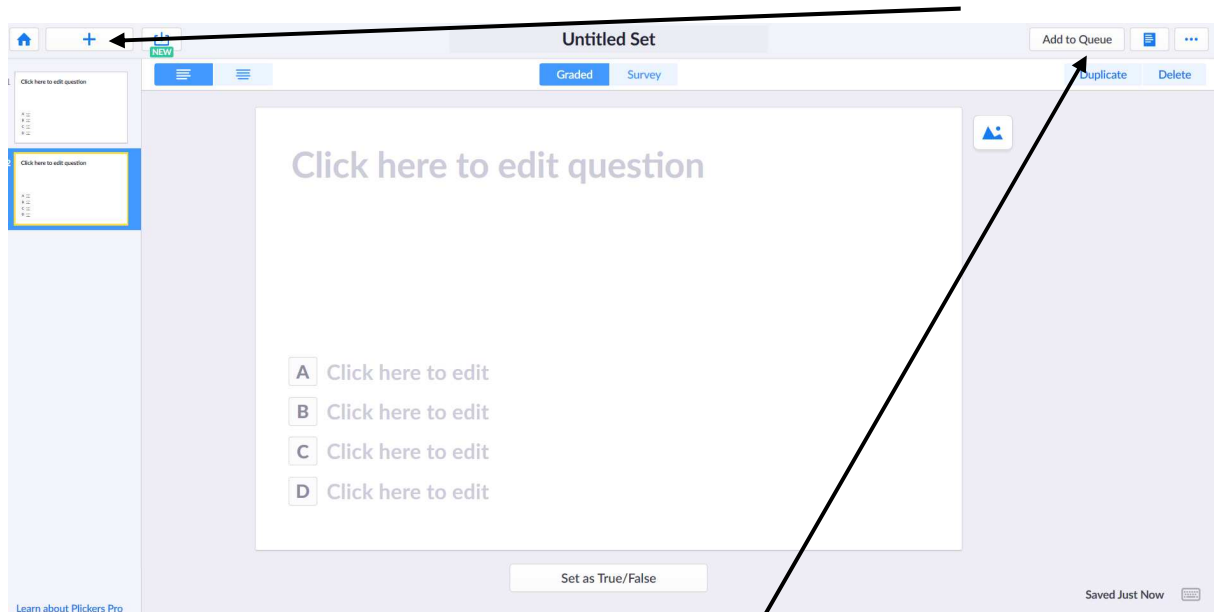 + NEW Untitled Set Add to Queue ...
Graded Survey Duplicate Delete
1 Click here to edit question
A
B
C
D
2 Click here to edit question
A
B
C
D
Click here to edit question
A Click here to edit
B Click here to edit
C Click here to edit
D Click here to edit
Set as True/False
Saved Just Now
Learn about Plickers Pro